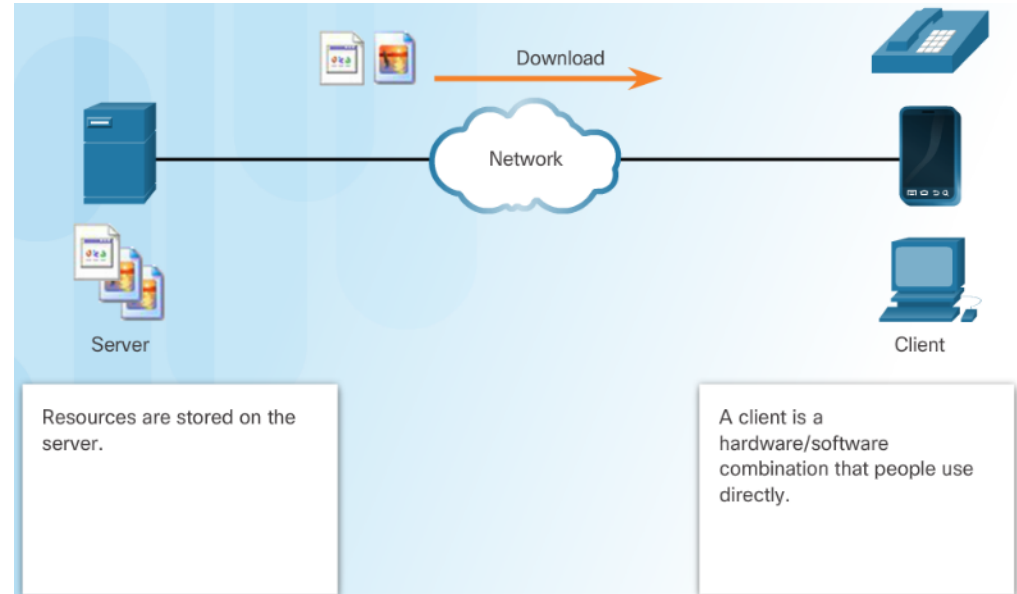 Download
Network
Server
Client
Resources are stored on the
server.
A client is a
hardware/software
combination that people use
directly.